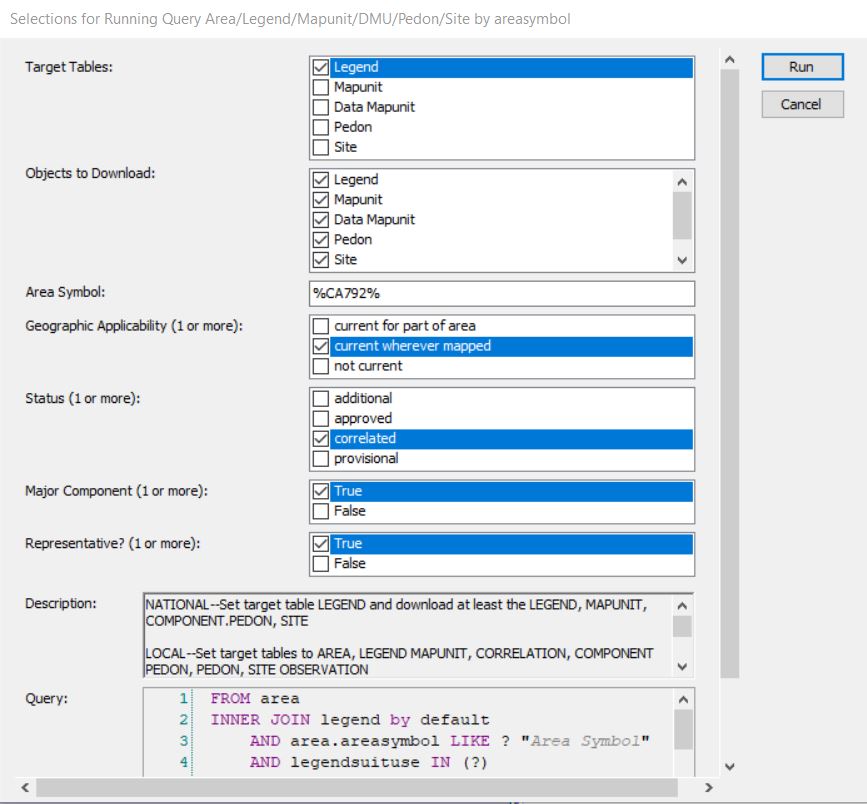 Selections for Running Query Area/Legend/Mapunit/DMU/Pedon/Site by areasymbol
Target Tables:
Legend
Mapunit
Data Mapunit
Pedon
Site
Run
Cancel
Objects to Download:
Legend
Mapunit
Data Mapunit
Pedon
Site
Area Symbol:
%CA792%
Geographic Applicability (1 or more):
current for part of area
current wherever mapped
not current
Status (1 or more):
additional
approved
correlated
provisional
Major Component (1 or more):
True
False
Representative? (1 or more):
True
False
Description:
NATIONAL--Set target table LEGEND and download at least the LEGEND, MAPUNIT,
COMPONENT.PEDON, SITE
LOCAL--Set target tables to AREA, LEGEND MAPUNIT, CORRELATION, COMPONENT
PEDON, PEDON, SITE OBSERVATION
Query:
1 FROM area
2 INNER JOIN legend by default
3 AND area.areasymbol LIKE ? "Area Symbol"
4 AND legendsuituse IN (?)